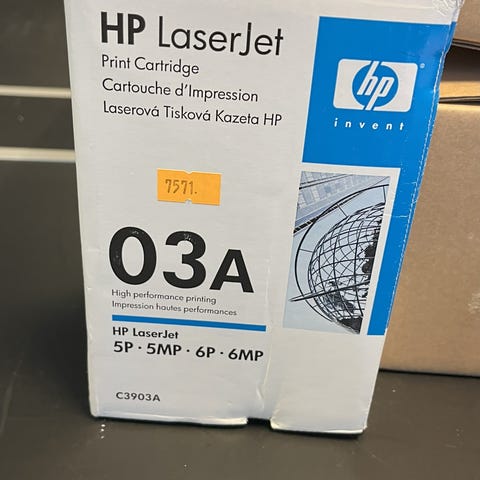 HP LaserJet
Print Cartridge
Cartouche d'Impression
Laserová Tisková Kazeta HP
hp
invent
7571.
03A
High performance printing
Impression hautes performances
HP LaserJet
5P · 5MP · 6P · 6MP
C3903A